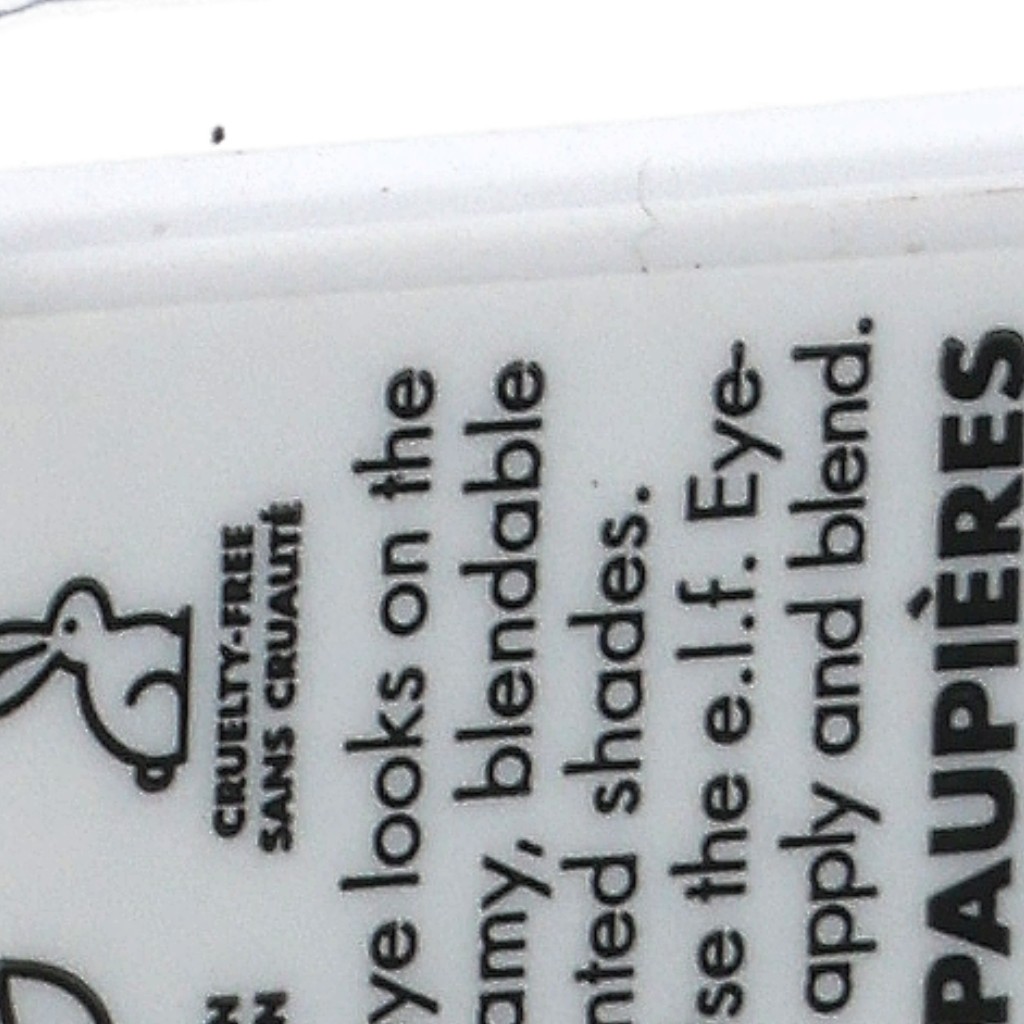 CRUELTY-FREE
SANS CRUAUTÉ
ye looks on the
amy, blendable
nted shades.
se the e.l.f. Eye-
apply and blend.
PAUPIÈRES